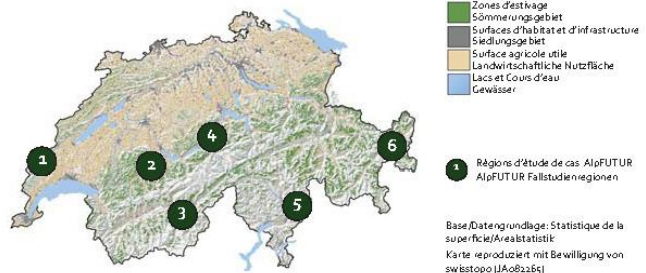 Zones d'estivage
Sömmerungsgebiet
Surfaces d'habitat et d'infrastructure
Siedlungsgebiet
Surface agricole utile
Landwirtschaftliche Nutzfläche
Lacs et Cours d'eau
Gewässer
1
2
3
4
5
6
1 Régions d'étude de cas AlpFUTUR
AlpFUTUR Fallstudienregionen
Base/Datengrundlage: Statistique de la
superficie/Arealstatistik
Karte reproduziert mit Bewilligung von
swisstopo (JA082265)